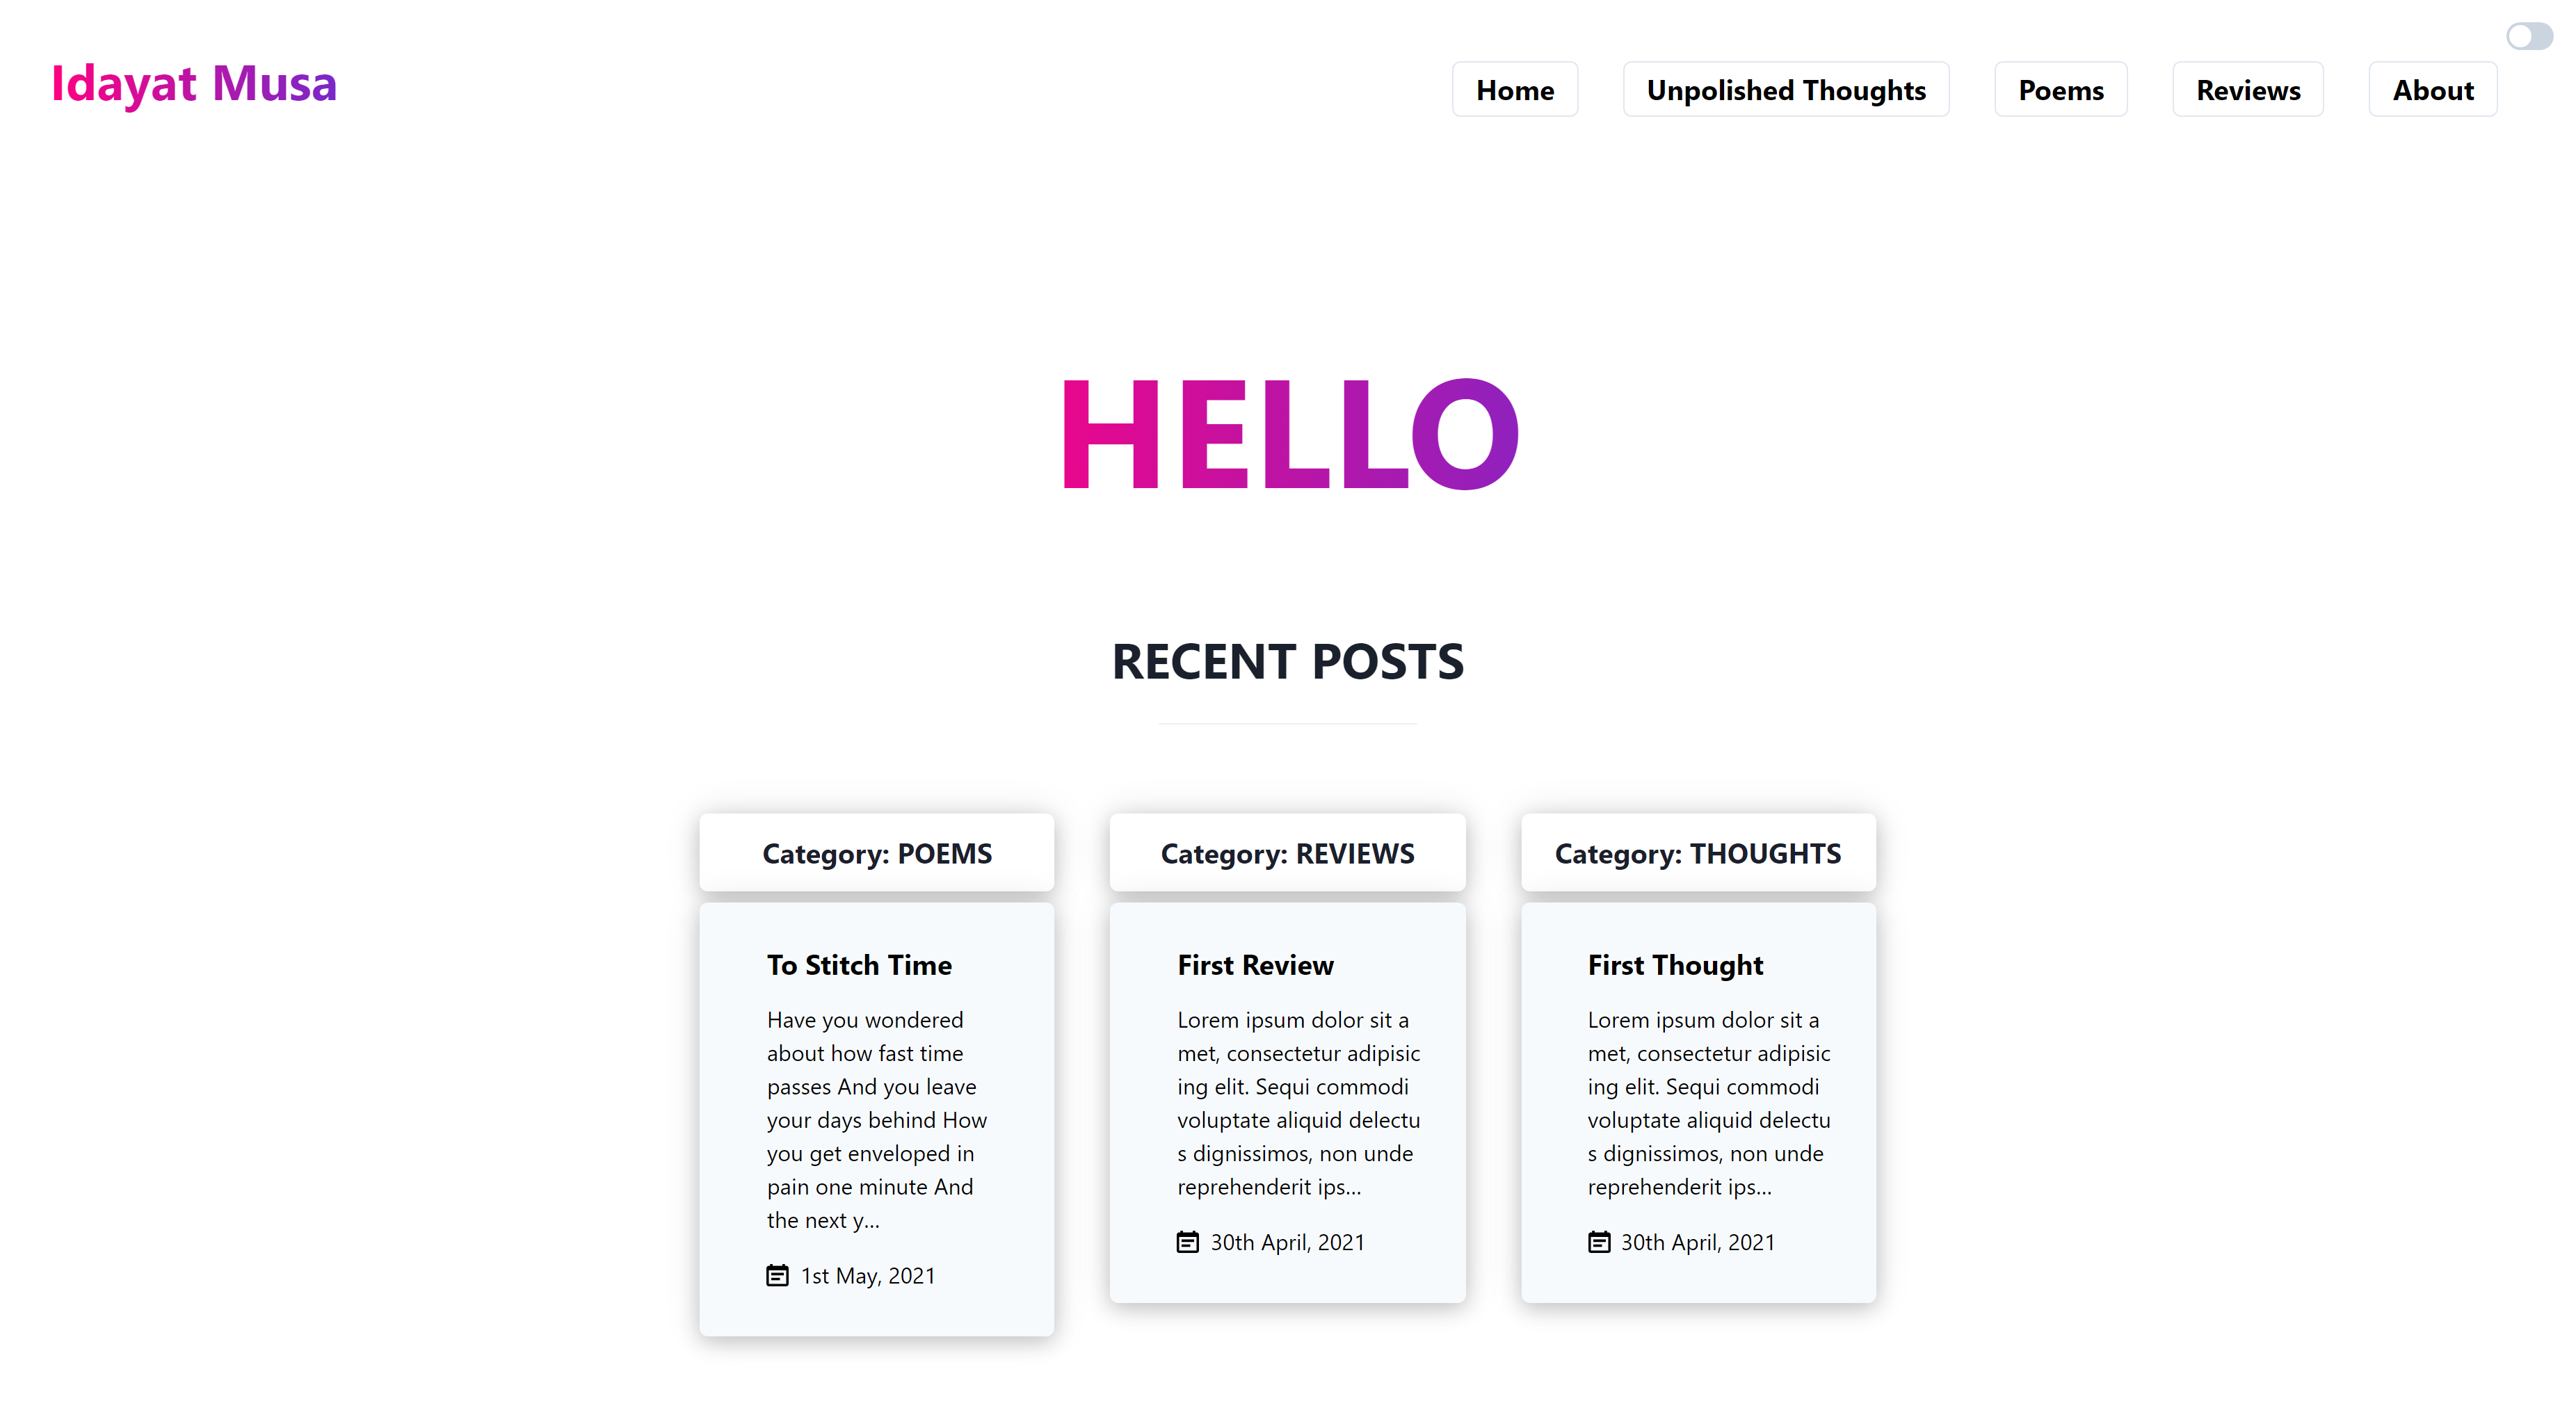 Idayat Musa
Home
Unpolished Thoughts
Poems
Reviews
About
HELLO
RECENT POSTS
Category: POEMS
To Stitch Time
Have you wondered
about how fast time
passes And you leave
your days behind How
you get enveloped in
pain one minute And
the next y...
1st May, 2021
Category: REVIEWS
First Review
Lorem ipsum dolor sit a
met, consectetur adipisic
ing elit. Sequi commodi
voluptate aliquid delectu
s dignissimos, non unde
reprehenderit ips...
30th April, 2021
Category: THOUGHTS
First Thought
Lorem ipsum dolor sit a
met, consectetur adipisic
ing elit. Sequi commodi
voluptate aliquid delectu
s dignissimos, non unde
reprehenderit ips...
30th April, 2021